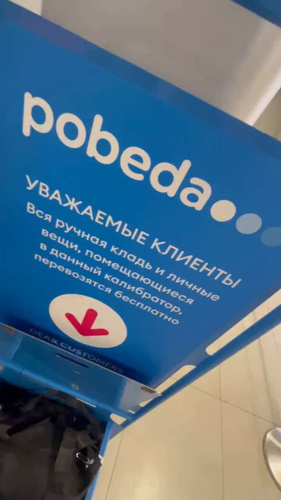 pobeda
УВАЖАЕМЫЕ КЛИЕНТЫ
Вся ручная кладь и личные
вещи, помещающиеся
в данный калибратор,
перевозятся бесплатно
DEAR CUSTOMERS